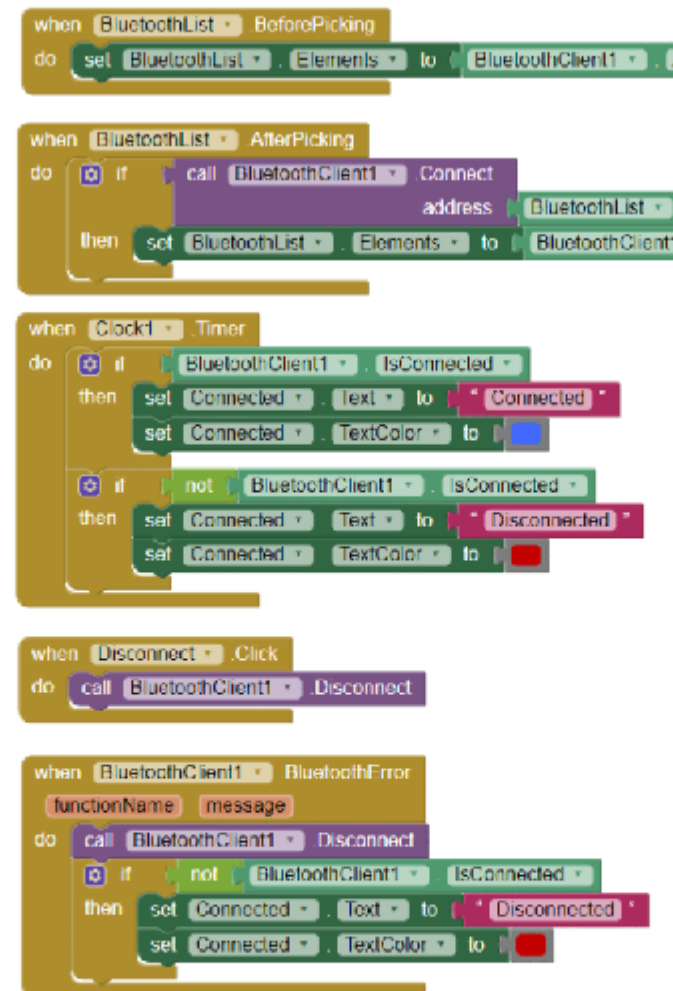 when BluetoothList .BeforePicking
do set BluetoothList . Elements to BluetoothClient1 .
when BluetoothList .AfterPicking
do if call BluetoothClient1 .Connect
address BluetoothList
then set BluetoothList . Elements to BluetoothClient1
when Clock1 .Timer
do if BluetoothClient1 . IsConnected
then set Connected . Text to " Connected "
set Connected . TextColor to
if not BluetoothClient1 . IsConnected
then set Connected . Text to " Disconnected "
set Connected . TextColor to
when Disconnect .Click
do call BluetoothClient1 .Disconnect
when BluetoothClient1 .BluetoothError
functionName message
do call BluetoothClient1 .Disconnect
if not BluetoothClient1 . IsConnected
then set Connected . Text to " Disconnected "
set Connected . TextColor to